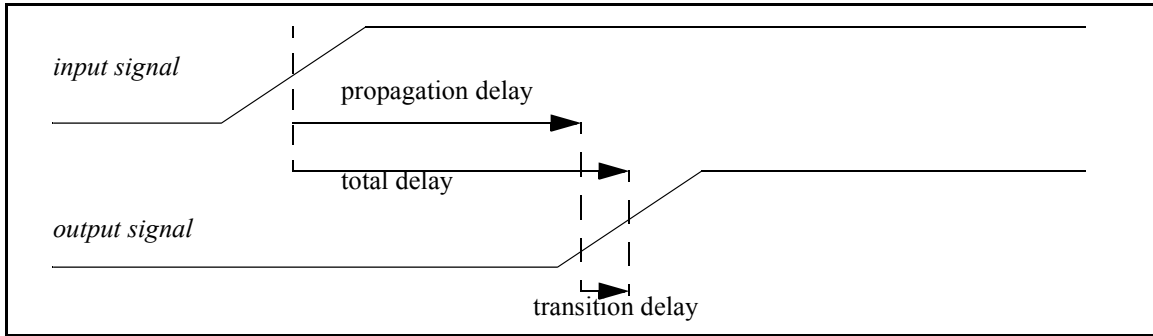 input signal
propagation delay
total delay
output signal
transition delay